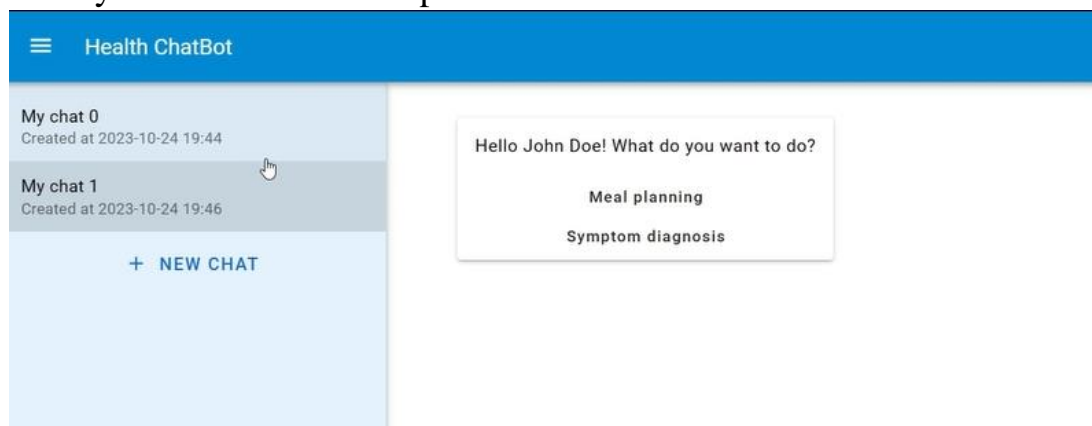 Health ChatBot
My chat 0
Created at 2023-10-24 19:44
My chat 1
Created at 2023-10-24 19:46
+ NEW CHAT
Hello John Doe! What do you want to do?
Meal planning
Symptom diagnosis